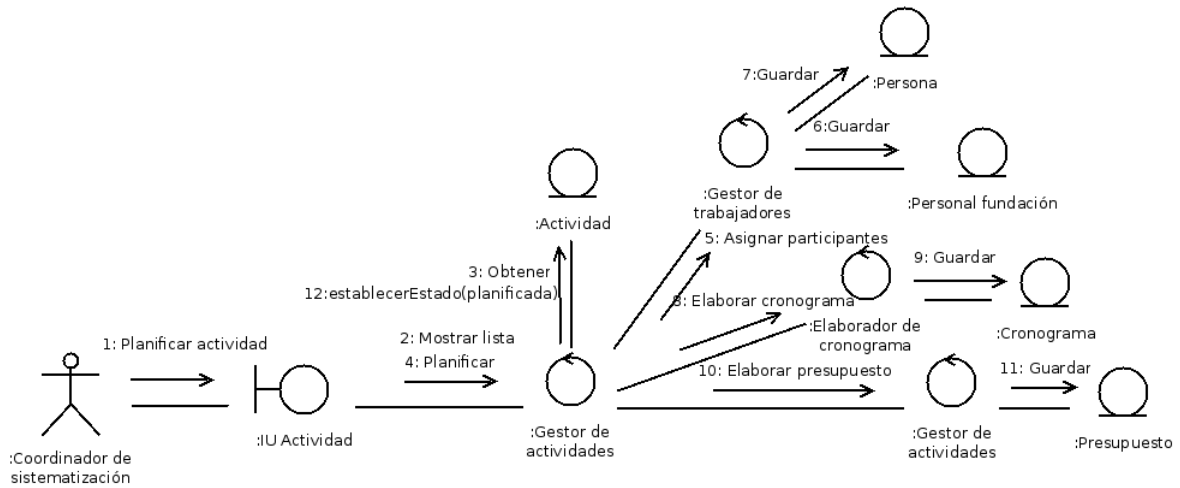 7:Guardar
:Persona
6:Guardar
:Gestor de
trabajadores
:Personal fundación
:Actividad
5: Asignar participantes
3: Obtener
12:establecerEstado(planificada)
9: Guardar
8: Elaborar cronograma
:Elaborador de
cronograma
:Cronograma
1: Planificar actividad
2: Mostrar lista
4: Planificar
10: Elaborar presupuesto
11: Guardar
:Coordinador de
sistematización
:IU Actividad
:Gestor de
actividades
:Gestor de
actividades
:Presupuesto